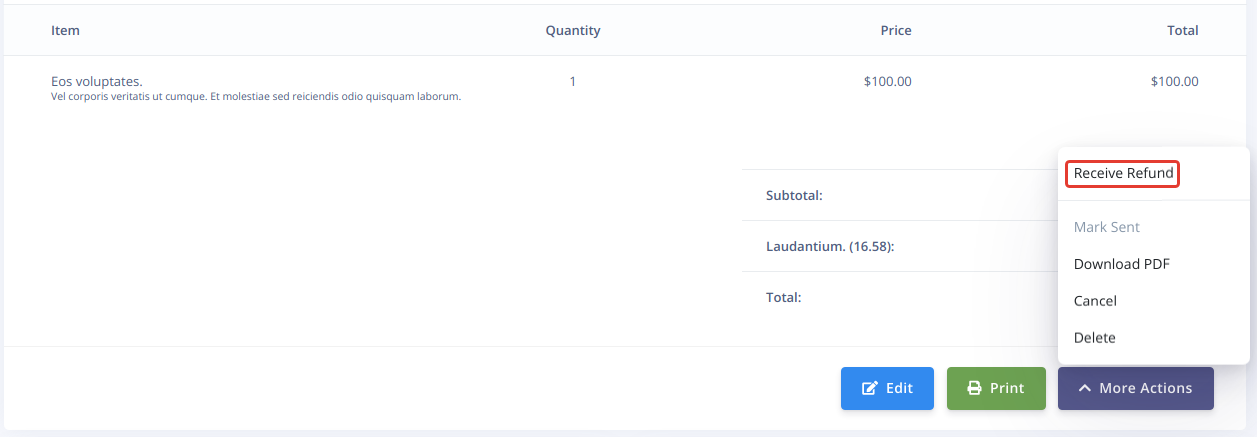 Item Quantity Price Total
Eos voluptates. 1 $100.00 $100.00
Vel corporis veritatis ut cumque. Et molestiae sed reiciendis odio quisquam laborum.
Receive Refund
Subtotal:
Mark Sent
Laudantium. (16.58):
Download PDF
Total:
Cancel
Delete
Edit Print More Actions